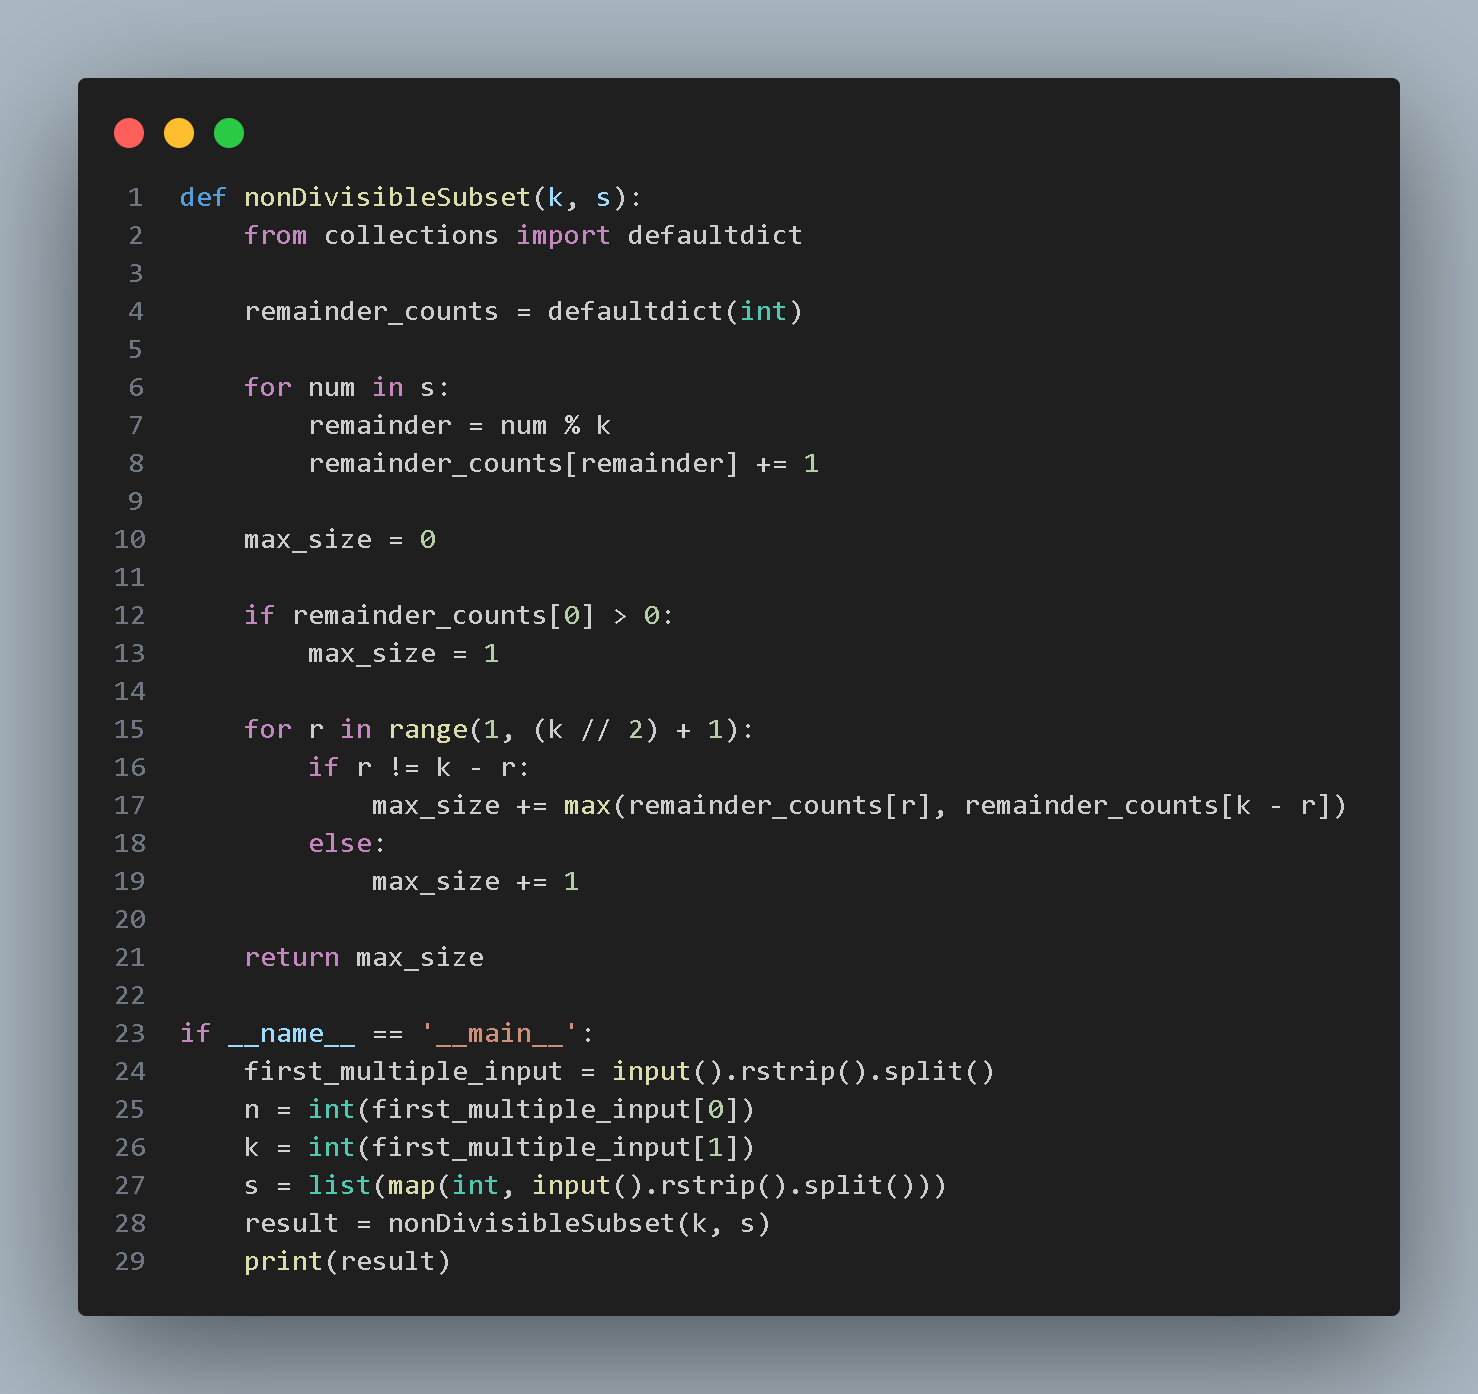 1 def nonDivisibleSubset(k, s):
2     from collections import defaultdict
3
4     remainder_counts = defaultdict(int)
5
6     for num in s:
7         remainder = num % k
8         remainder_counts[remainder] += 1
9
10     max_size = 0
11
12     if remainder_counts[0] > 0:
13         max_size = 1
14
15     for r in range(1, (k // 2) + 1):
16         if r != k - r:
17             max_size += max(remainder_counts[r], remainder_counts[k - r])
18         else:
19             max_size += 1
20
21     return max_size
22
23 if __name__ == '__main__':
24     first_multiple_input = input().rstrip().split()
25     n = int(first_multiple_input[0])
26     k = int(first_multiple_input[1])
27     s = list(map(int, input().rstrip().split()))
28     result = nonDivisibleSubset(k, s)
29     print(result)